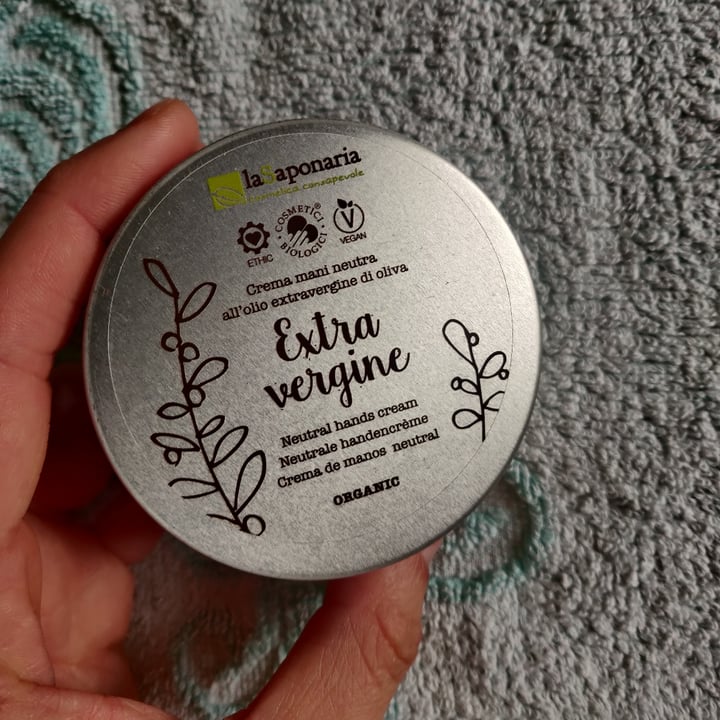 laSaponaria
cosmetica consapevole
ETHIC
COSMETICI BIOLOGICI®
V
VEGAN
Crema mani neutra
all'olio extravergine di oliva
Extra
vergine
Neutral hands cream
Neutrale handencrème
Crema de manos neutral
ORGANIC